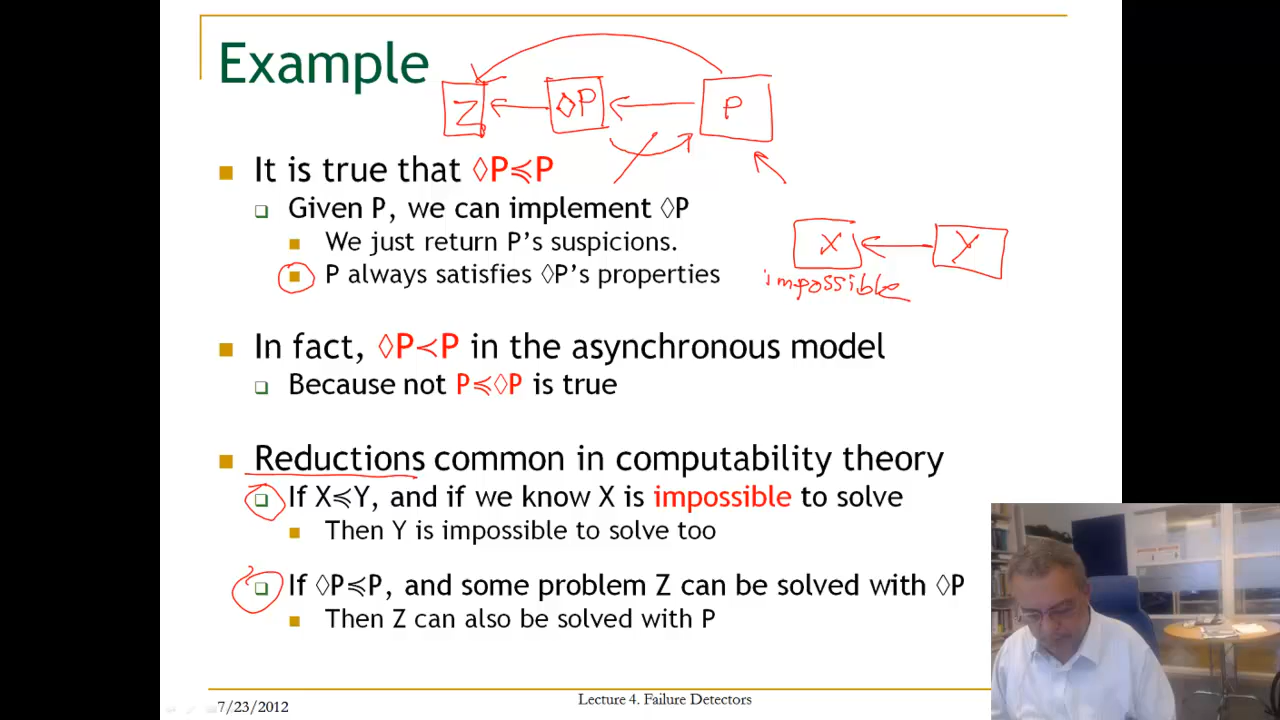 Example
Z ◊P P
It is true that ◊P≼P
Given P, we can implement ◊P
We just return P's suspicions.
P always satisfies ◊P's properties
X Y
impossible
In fact, ◊P≺P in the asynchronous model
Because not P≼◊P is true
Reductions common in computability theory
If X≼Y, and if we know X is impossible to solve
Then Y is impossible to solve too
If ◊P≼P, and some problem Z can be solved with ◊P
Then Z can also be solved with P
7/23/2012
Lecture 4. Failure Detectors